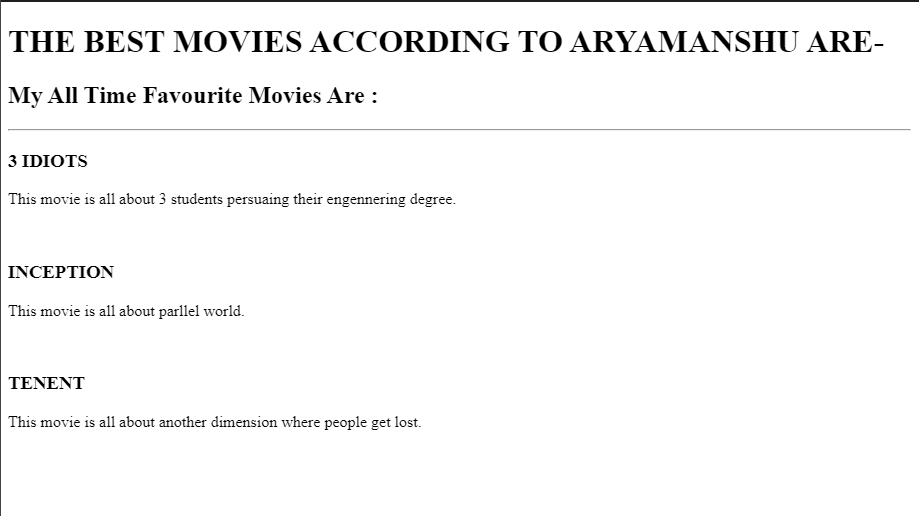 THE BEST MOVIES ACCORDING TO ARYAMANSHU ARE-
My All Time Favourite Movies Are :
3 IDIOTS
This movie is all about 3 students persuaing their engennering degree.
INCEPTION
This movie is all about parllel world.
TENENT
This movie is all about another dimension where people get lost.